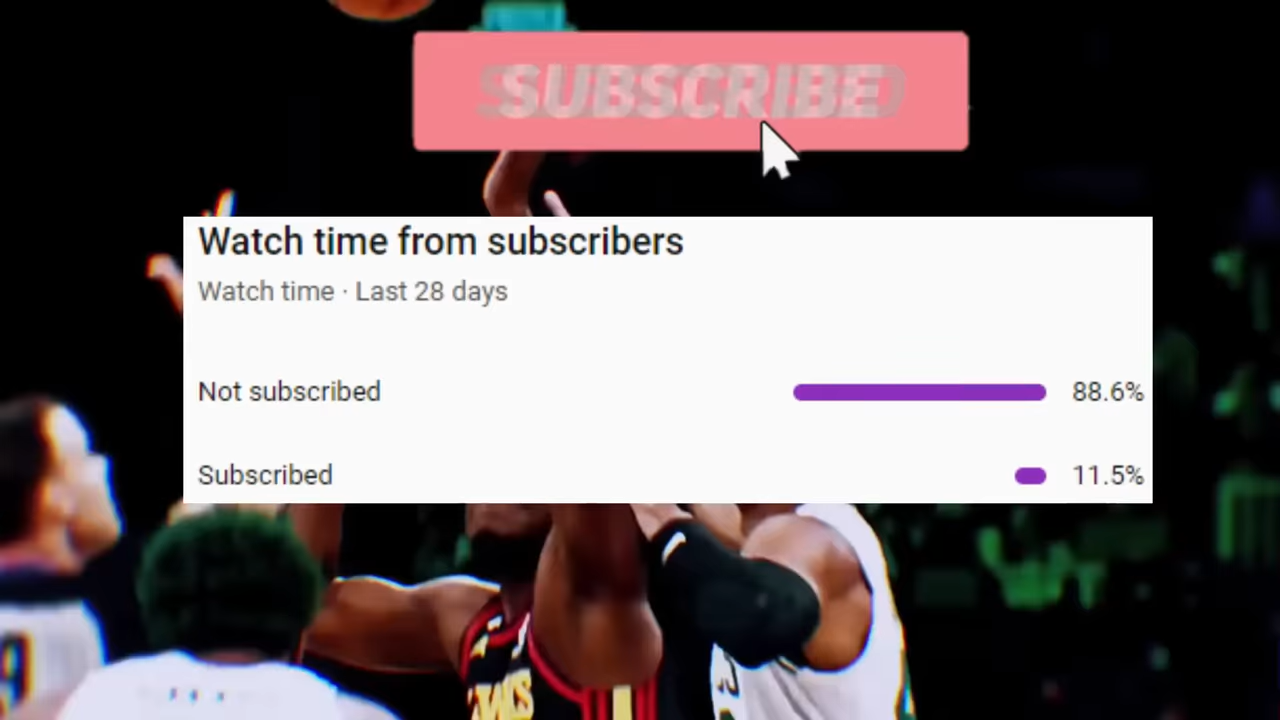 SUBSCRIBE
Watch time from subscribers
Watch time · Last 28 days
Not subscribed 88.6%
Subscribed 11.5%